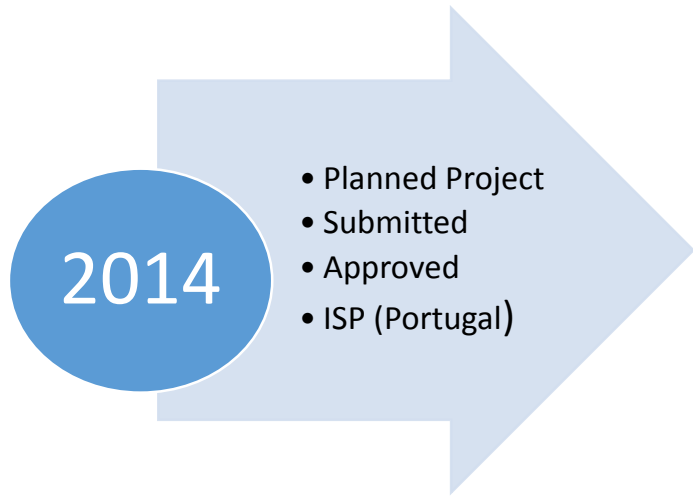 2014
• Planned Project
• Submitted
• Approved
• ISP (Portugal)